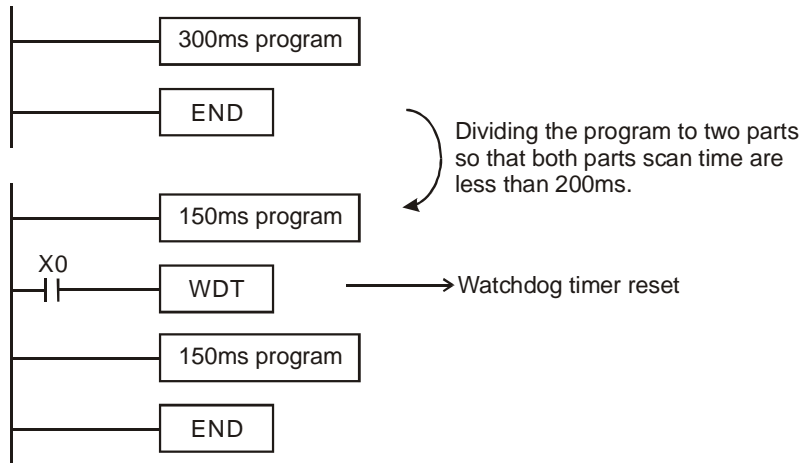 300ms program
END
Dividing the program to two parts
so that both parts scan time are
less than 200ms.
150ms program
X0
WDT
Watchdog timer reset
150ms program
END